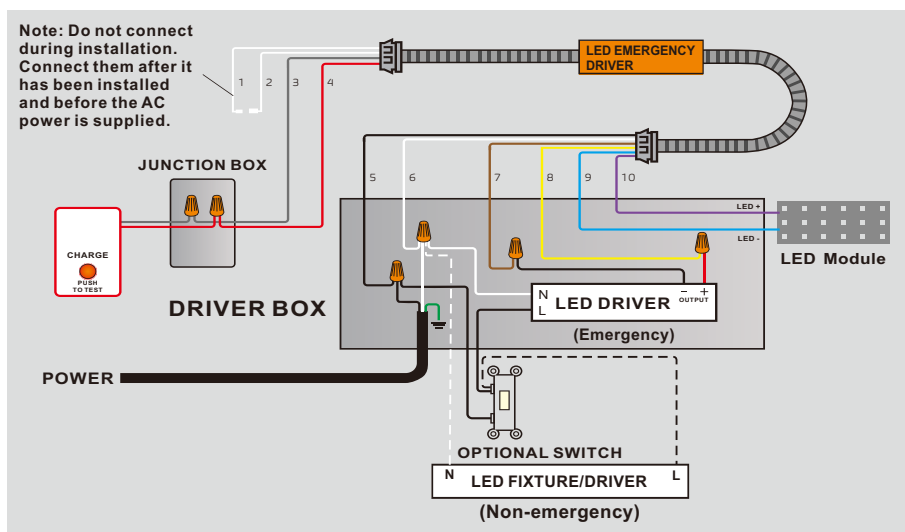 Note: Do not connect
during installation.
Connect them after it
has been installed
and before the AC
power is supplied.
1 2 3 4
LED EMERGENCY
DRIVER
JUNCTION BOX
5 6 7 8 9 10
CHARGE
PUSH
TO TEST
LED +
LED -
LED Module
DRIVER BOX
N
L
LED DRIVER
− +
OUTPUT
(Emergency)
POWER
OPTIONAL SWITCH
N LED FIXTURE/DRIVER L
(Non-emergency)